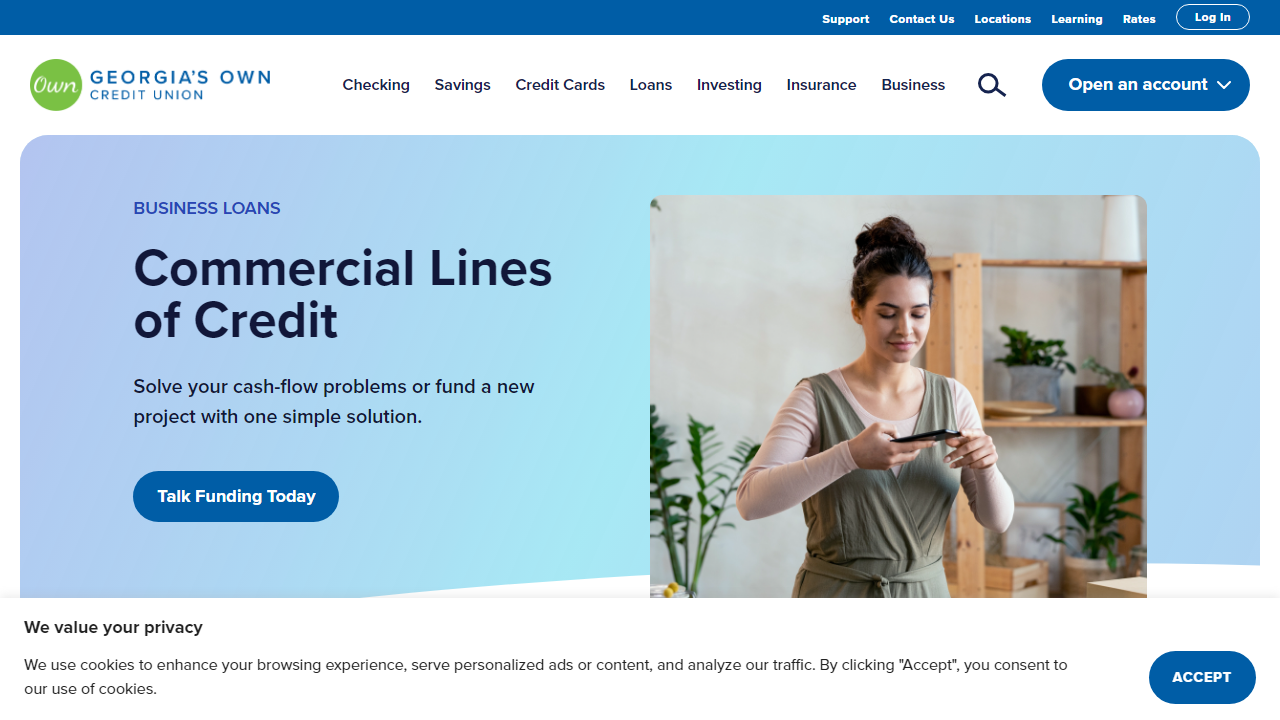 Support Contact Us Locations Learning Rates Log In
Own GEORGIA'S OWN
CREDIT UNION
Checking Savings Credit Cards Loans Investing Insurance Business Open an account
BUSINESS LOANS
Commercial Lines
of Credit
Solve your cash-flow problems or fund a new
project with one simple solution.
Talk Funding Today
We value your privacy
We use cookies to enhance your browsing experience, serve personalized ads or content, and analyze our traffic. By clicking "Accept", you consent to
our use of cookies.
ACCEPT